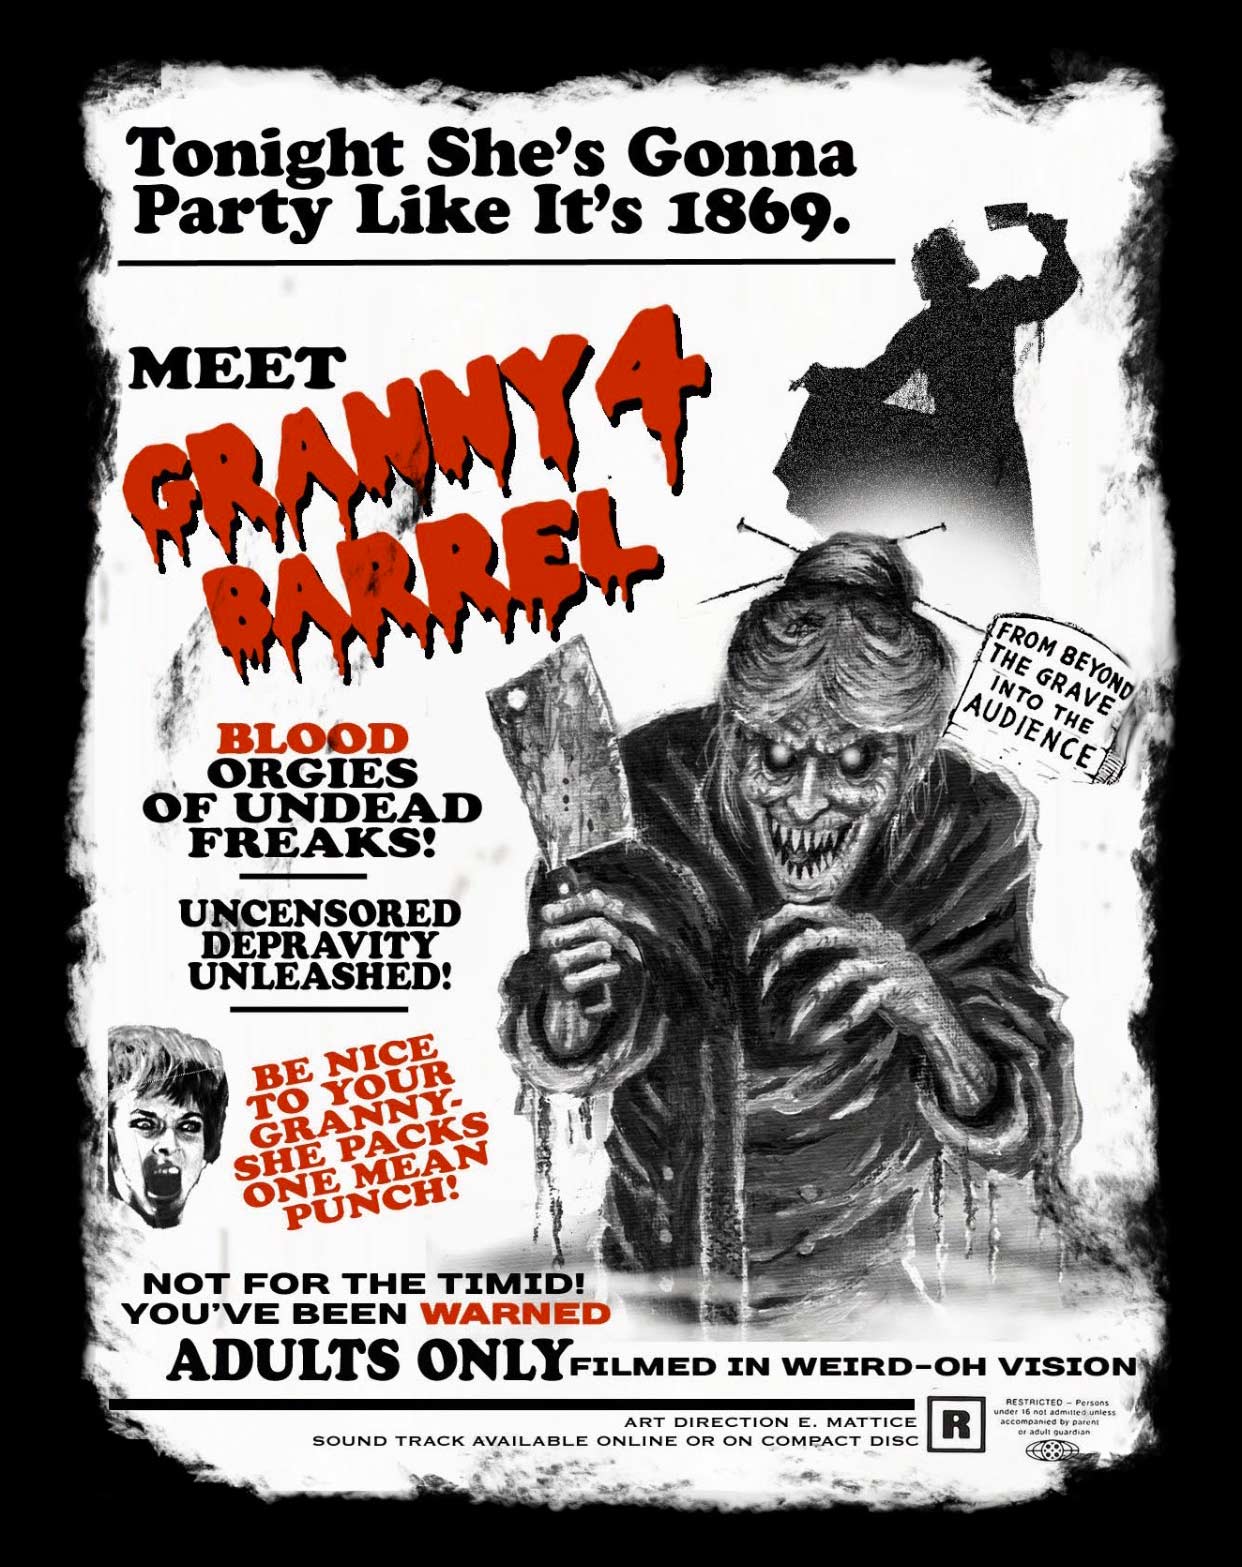 Tonight She's Gonna
Party Like It's 1869.
MEET
GRANNY 4
BARREL
FROM BEYOND
THE GRAVE
INTO THE
AUDIENCE
BLOOD
ORGIES
OF UNDEAD
FREAKS!
UNCENSORED
DEPRAVITY
UNLEASHED!
BE NICE
TO YOUR
GRANNY-
SHE PACKS
ONE MEAN
PUNCH!
NOT FOR THE TIMID!
YOU'VE BEEN WARNED
ADULTS ONLY FILMED IN WEIRD-OH VISION
ART DIRECTION E. MATTICE
SOUND TRACK AVAILABLE ONLINE OR ON COMPACT DISC
R
RESTRICTED – Persons
under 16 not admitted unless
accompanied by parent
or adult guardian